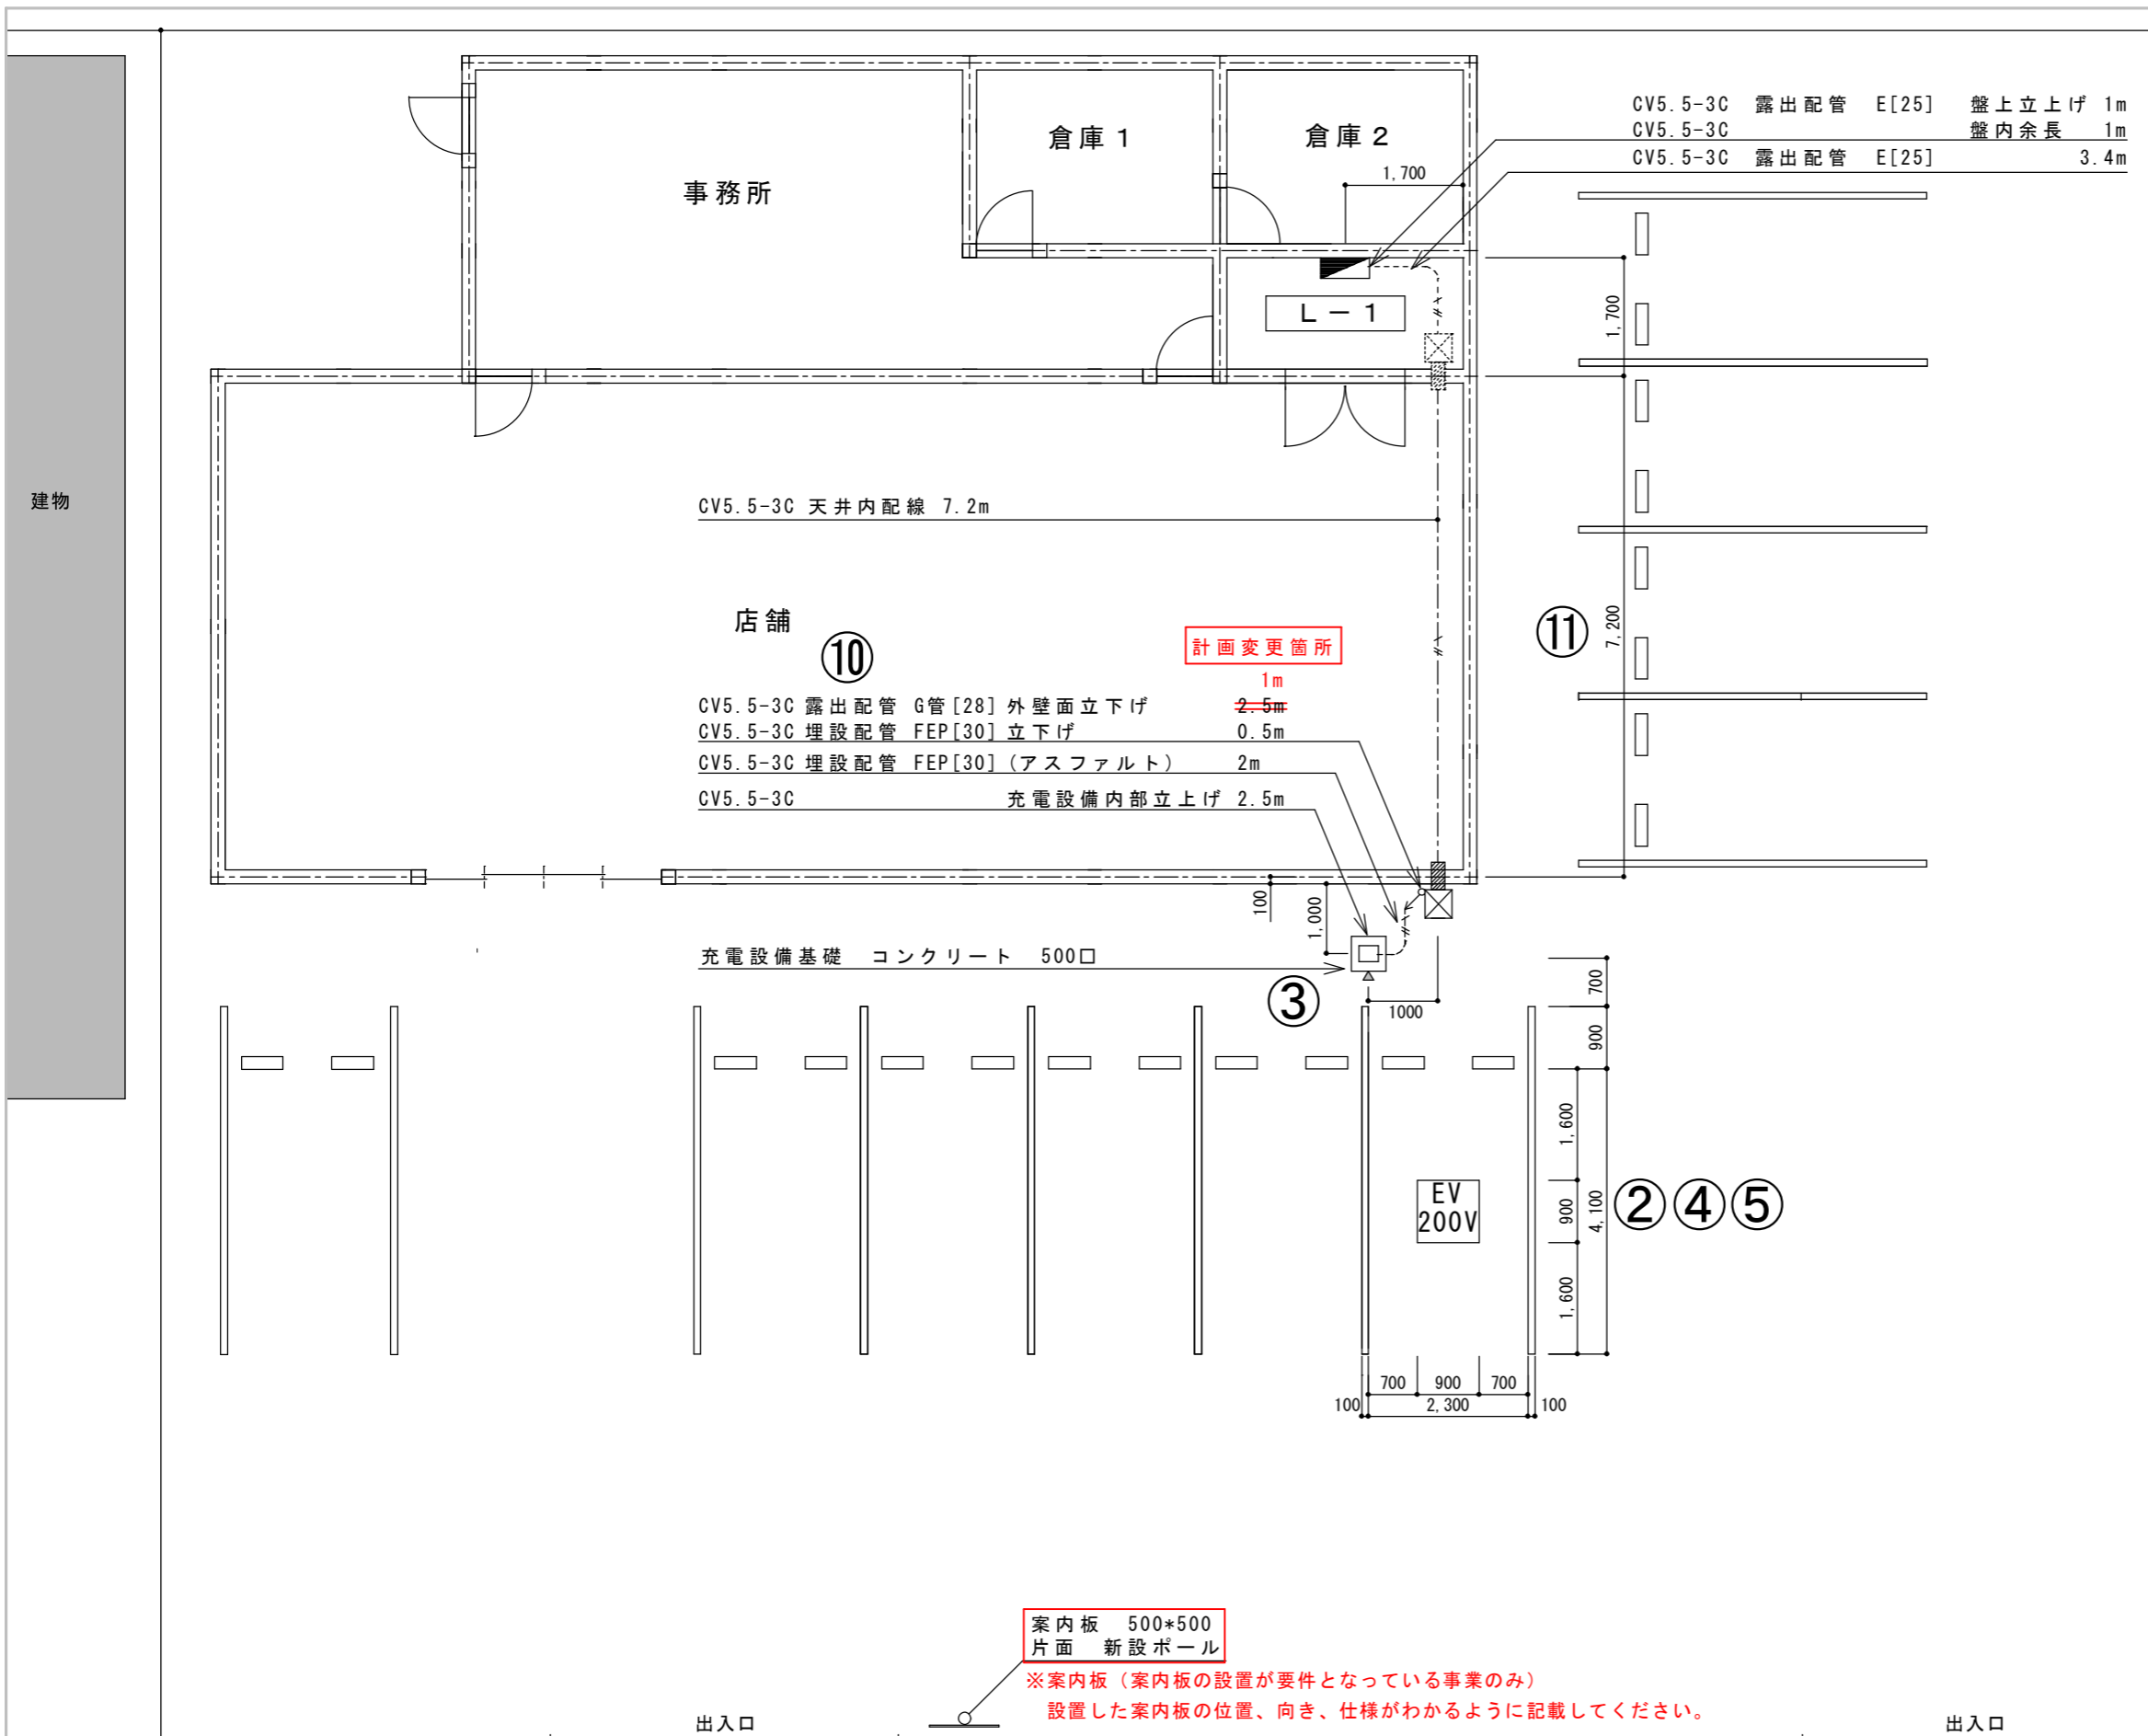 CV5.5-3C 露出配管 E[25] 盤上立上げ 1m
CV5.5-3C 盤内余長 1m
CV5.5-3C 露出配管 E[25] 3.4m
倉庫1
倉庫2
1,700
事務所
L－1
1,700
建物
CV5.5-3C 天井内配線 7.2m
店舗
⑩
計画変更箇所
⑪
7,200
1m
CV5.5-3C 露出配管 G管[28] 外壁面立下げ 2.5m
CV5.5-3C 埋設配管 FEP[30] 立下げ 0.5m
CV5.5-3C 埋設配管 FEP[30] (アスファルト) 2m
CV5.5-3C 充電設備内部立上げ 2.5m
100
1,000
充電設備基礎 コンクリート 500口
③
1000
700
900
1,600
EV
200V
900
4,100
②④⑤
1,600
700 900 700
100 2,300 100
案内板 500*500
片面 新設ポール
※案内板（案内板の設置が要件となっている事業のみ）
設置した案内板の位置、向き、仕様がわかるように記載してください。
出入口
出入口